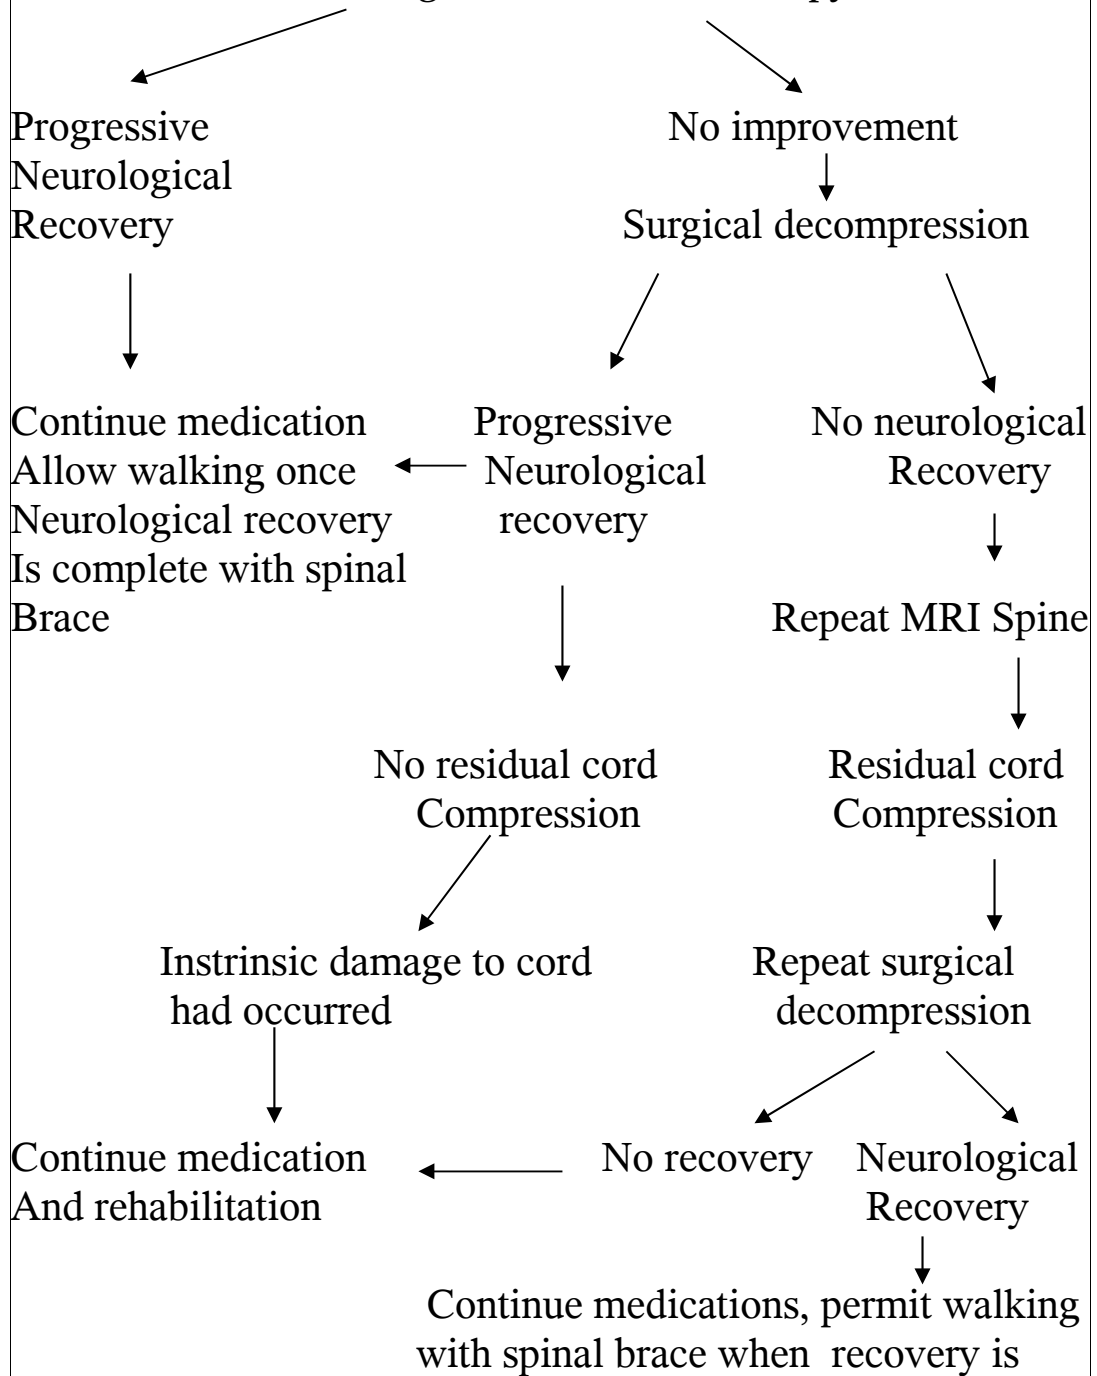 Progressive
Neurological
Recovery
No improvement
Surgical decompression
Continue medication
Allow walking once
Neurological recovery
Is complete with spinal
Brace
Progressive
Neurological
recovery
No neurological
Recovery
Repeat MRI Spine
No residual cord
Compression
Residual cord
Compression
Instrinsic damage to cord
had occurred
Repeat surgical
decompression
Continue medication
And rehabilitation
No recovery
Neurological
Recovery
Continue medications, permit walking
with spinal brace when recovery is